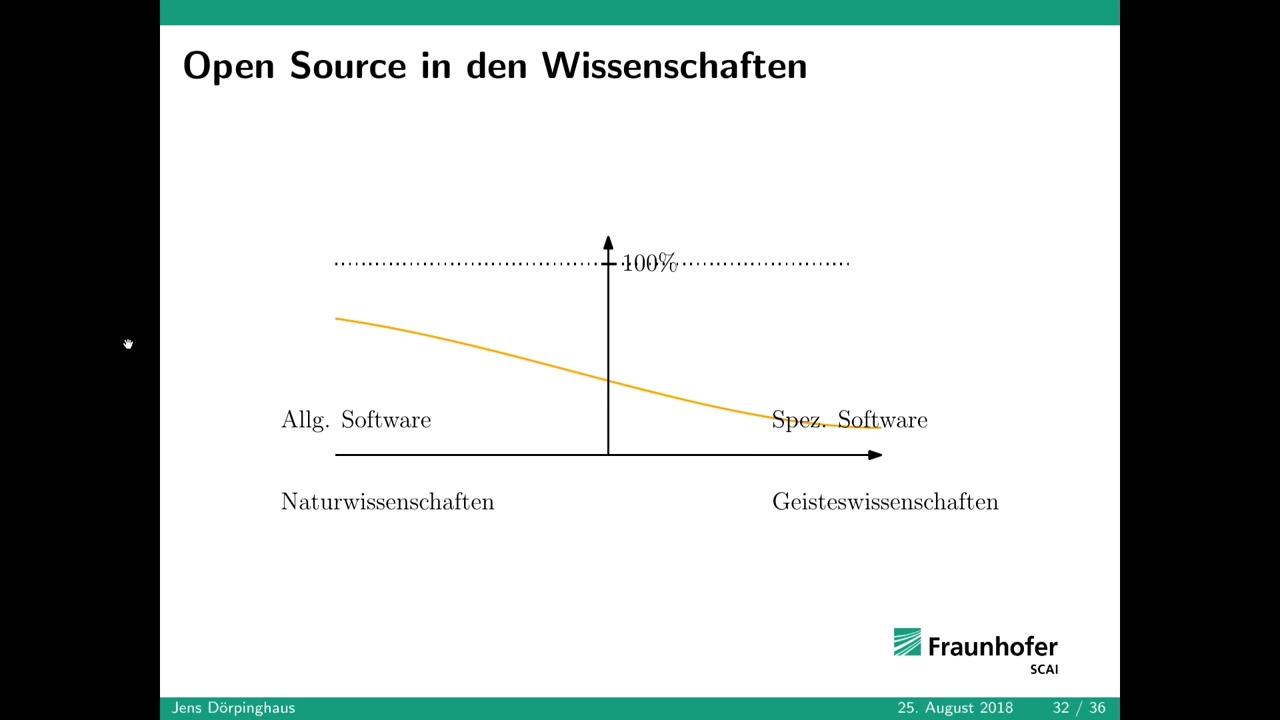 Open Source in den Wissenschaften
100%
Allg. Software
Spez. Software
Naturwissenschaften
Geisteswissenschaften
Fraunhofer
SCAI
Jens Dörpinghaus
25. August 2018
32 / 36